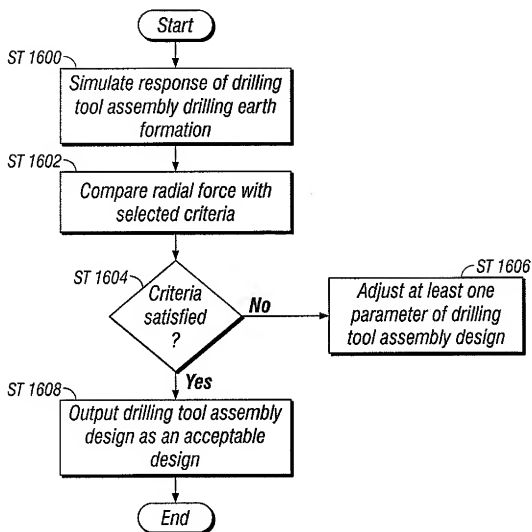 Start
ST 1600
Simulate response of drilling
tool assembly drilling earth
formation
ST 1602
Compare radial force with
selected criteria
ST 1604
Criteria
satisfied
?
No
ST 1606
Adjust at least one
parameter of drilling
tool assembly design
Yes
ST 1608
Output drilling tool assembly
design as an acceptable
design
End